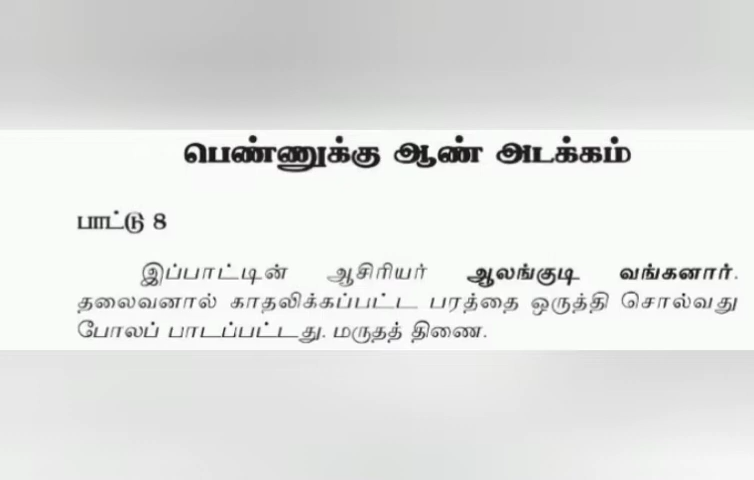 பெண்ணுக்கு ஆண் அடக்கம்
பாட்டு 8
இப்பாட்டின் ஆசிரியர் ஆலங்குடி வங்கனார்.
தலைவனால் காதலிக்கப்பட்ட பரத்தை ஒருத்தி சொல்வது
போலப் பாடப்பட்டது. மருதத் திணை.